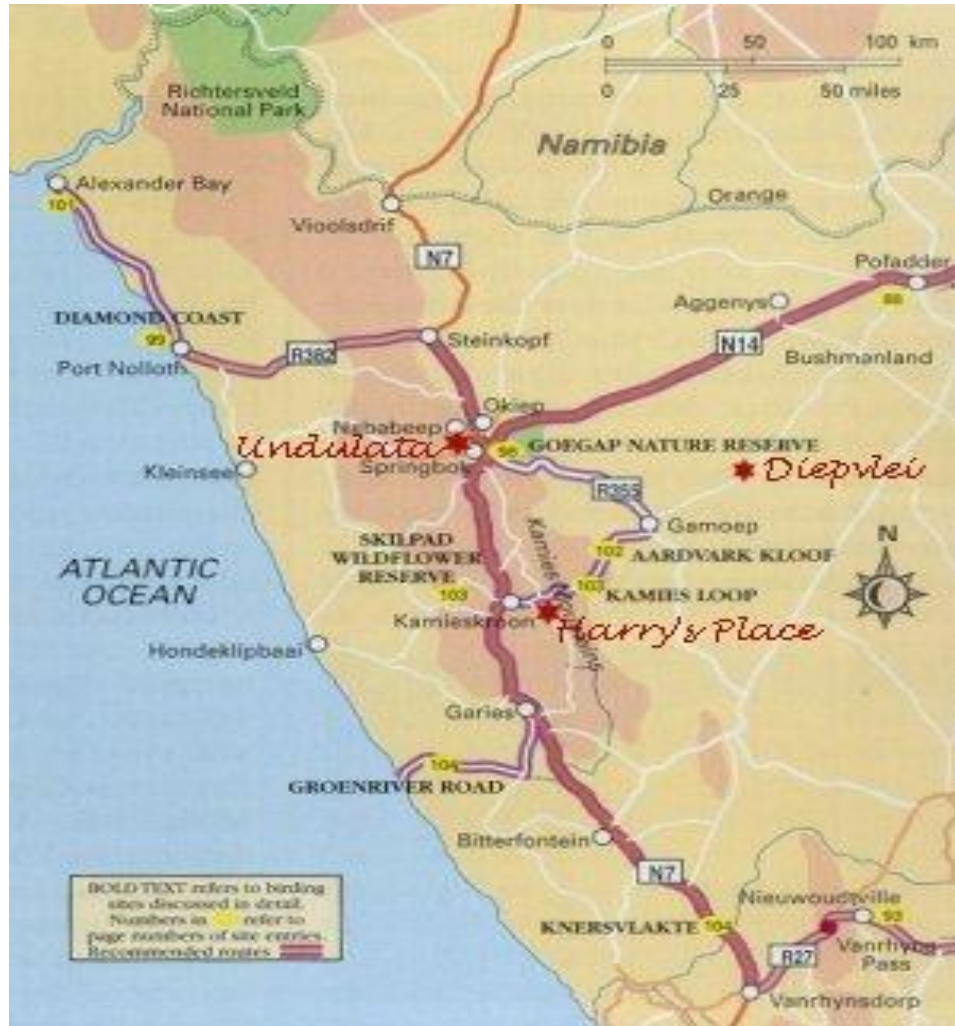 0 50 100 km
0 25 50 miles
Richtersveld
National Park
Namibia
Alexander Bay
101
Orange
Vioolsdrif
N7
Pofadder
88
Aggenys
DIAMOND COAST
99
Port Nolloth
R382
Steinkopf
N14
Bushmanland
Okiep
Nababeep
Undulata
98
GOEGAP NATURE RESERVE
Springbok
Kleinsee
Diepvlei
R355
Gamoep
SKILPAD
WILDFLOWER
RESERVE
103
102
AARDVARK KLOOF
N
ATLANTIC
OCEAN
103
KAMIES LOOP
Kamies
Kamieskroon
Harry's Place
Hondeklipbaai
Garies
104
GROENRIVER ROAD
Bitterfontein
N7
BOLD TEXT refers to birding
sites discussed in detail.
Numbers in refer to
page numbers of site entries.
Recommended routes
Nieuwoudtville
93
KNERSVLAKTE
104
Vanrhyns
Pass
R27
Vanrhynsdorp